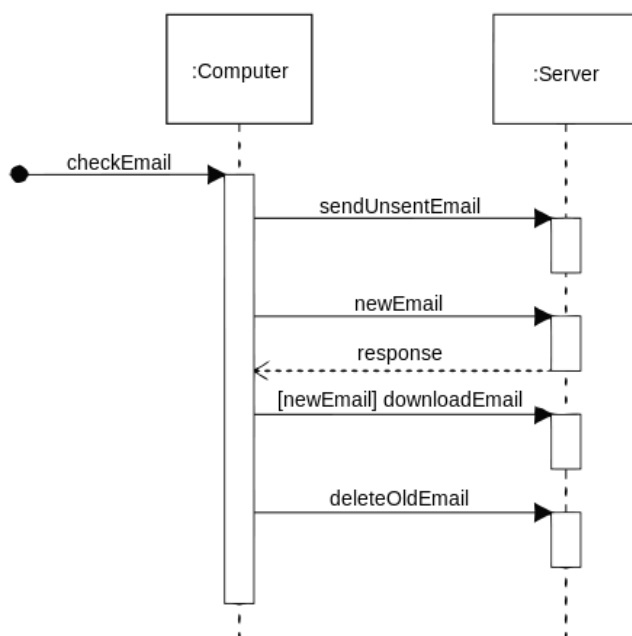 :Computer
:Server
checkEmail
sendUnsentEmail
newEmail
response
[newEmail] downloadEmail
deleteOldEmail